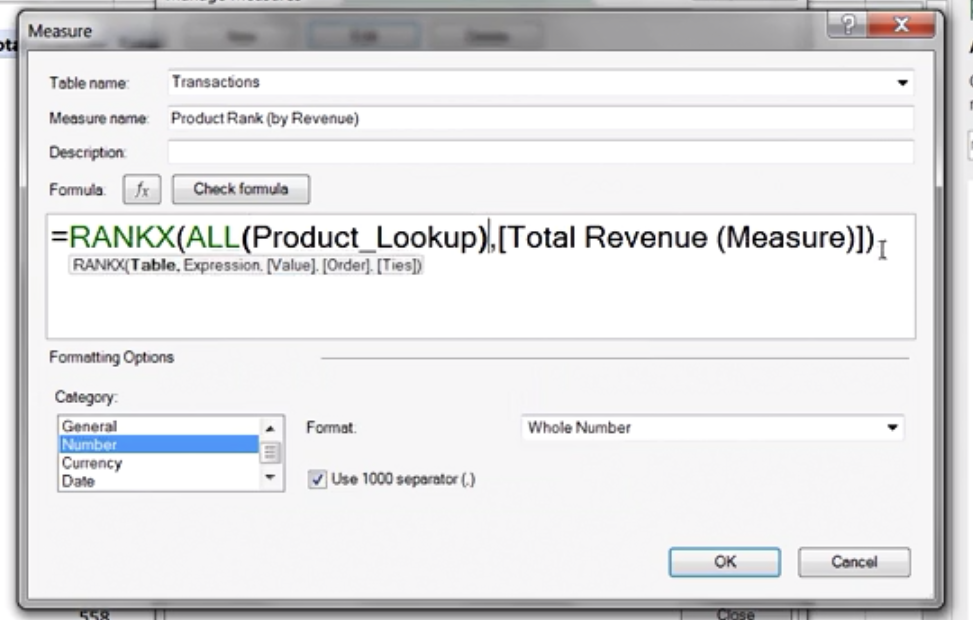 Measure
Table name: Transactions
Measure name: Product Rank (by Revenue)
Description:
Formula: fx Check formula
=RANKX(ALL(Product_Lookup),[Total Revenue (Measure)])
RANKX(Table, Expression, [Value], [Order], [Ties])
Formatting Options
Category:
General
Number
Currency
Date
Format: Whole Number
Use 1000 separator (,)
OK Cancel
558
Close